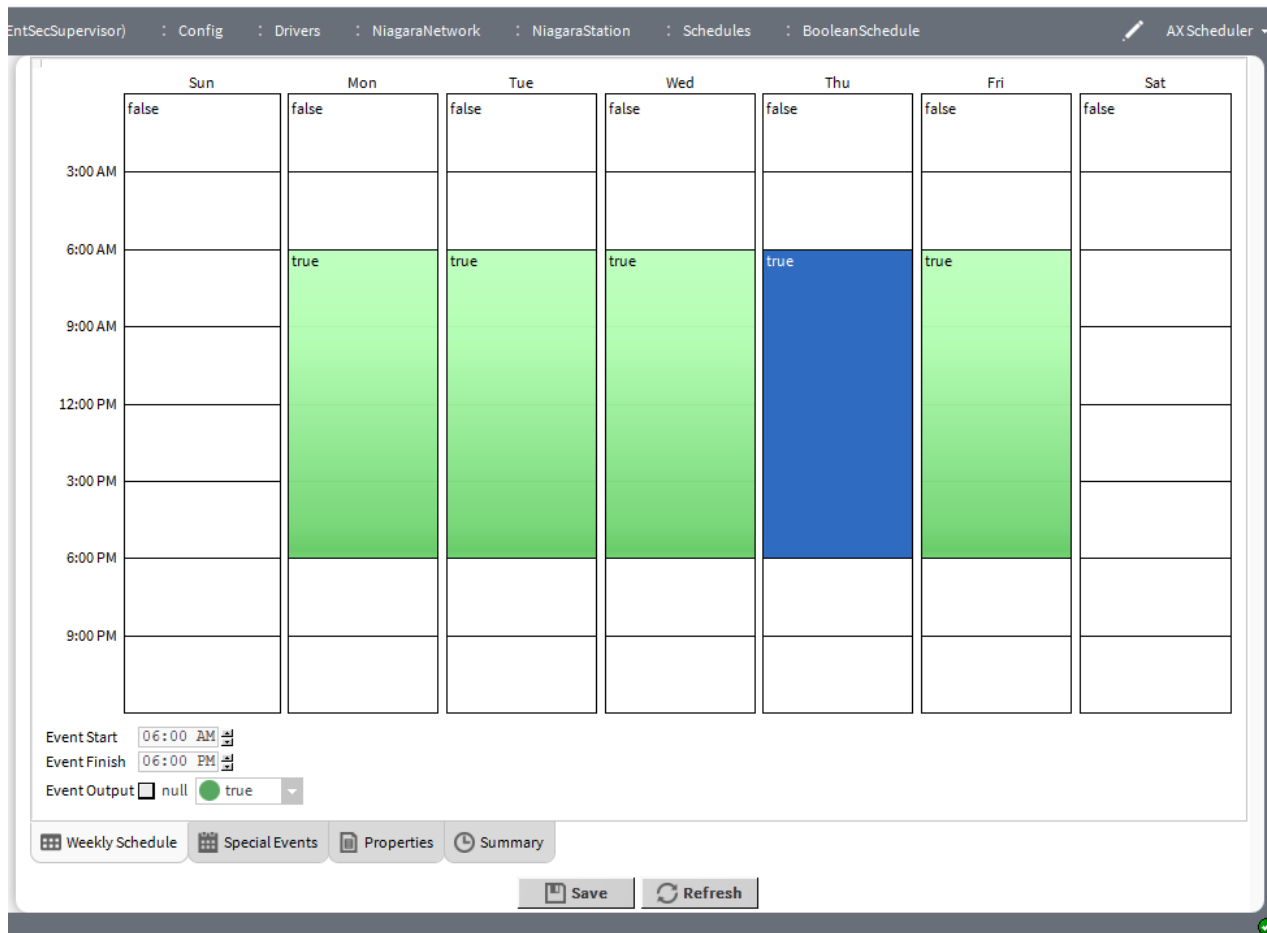 EntSecSupervisor) : Config : Drivers : NiagaraNetwork : NiagaraStation : Schedules : BooleanSchedule AX Scheduler
Sun Mon Tue Wed Thu Fri Sat
false false false false false false false
3:00 AM
6:00 AM
true true true true true
9:00 AM
12:00 PM
3:00 PM
6:00 PM
9:00 PM
Event Start 06:00 AM
Event Finish 06:00 PM
Event Output null true
Weekly Schedule Special Events Properties Summary
Save Refresh